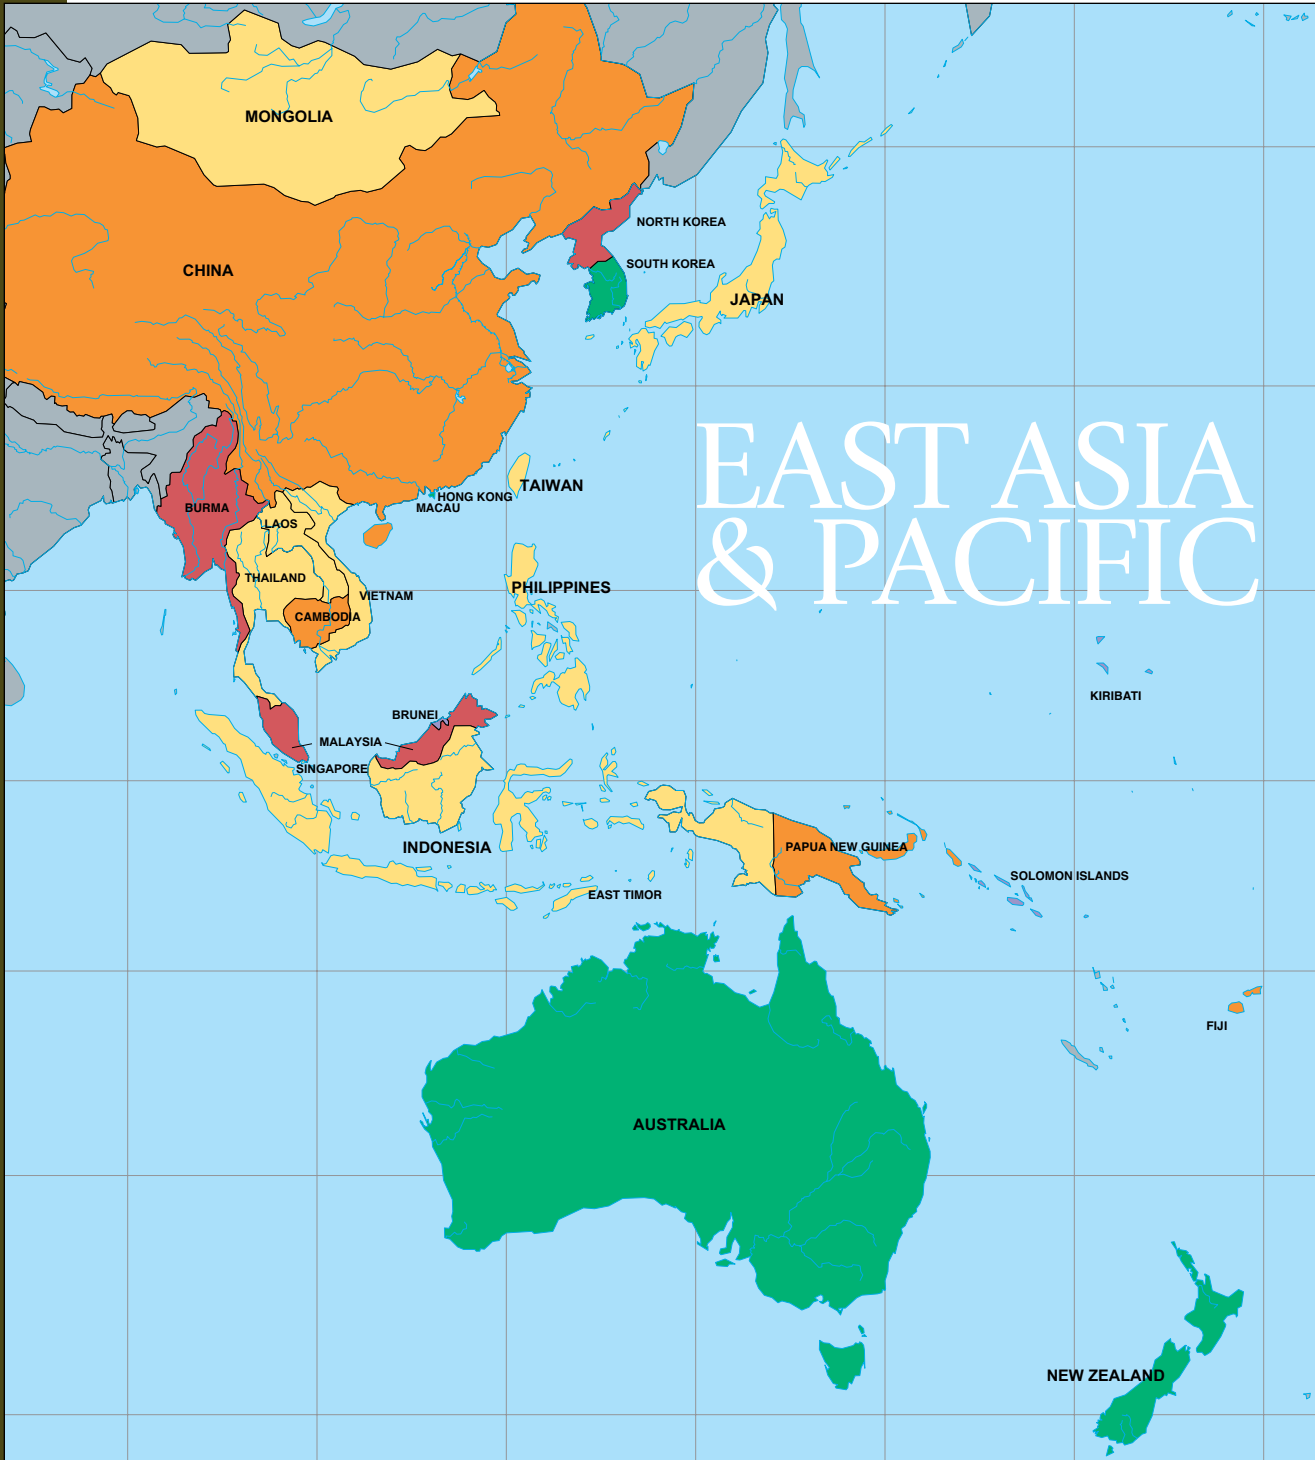 MONGOLIA
NORTH KOREA
SOUTH KOREA
CHINA
JAPAN
EAST ASIA
& PACIFIC
TAIWAN
HONG KONG
MACAU
BURMA
LAOS
THAILAND
PHILIPPINES
VIETNAM
CAMBODIA
KIRIBATI
BRUNEI
MALAYSIA
SINGAPORE
INDONESIA
PAPUA NEW GUINEA
SOLOMON ISLANDS
EAST TIMOR
FIJI
AUSTRALIA
NEW ZEALAND